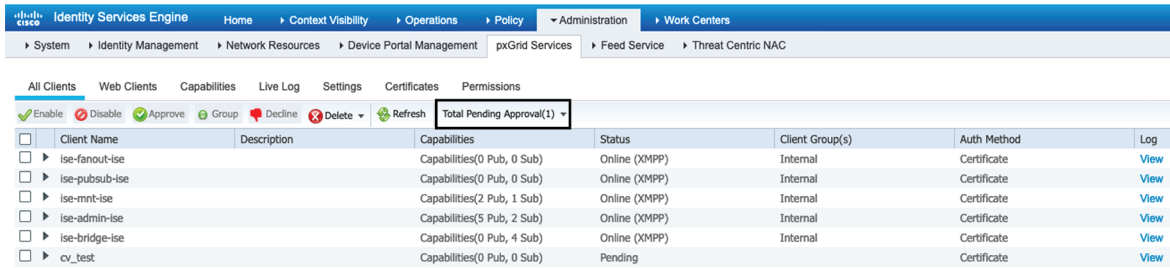 cisco Identity Services Engine Home Context Visibility Operations Policy Administration Work Centers
System Identity Management Network Resources Device Portal Management pxGrid Services Feed Service Threat Centric NAC
All Clients Web Clients Capabilities Live Log Settings Certificates Permissions
Enable Disable Approve Group Decline Delete Refresh Total Pending Approval(1)
Client Name Description Capabilities Status Client Group(s) Auth Method Log
ise-fanout-ise Capabilities(0 Pub, 0 Sub) Online (XMPP) Internal Certificate View
ise-pubsub-ise Capabilities(0 Pub, 0 Sub) Online (XMPP) Internal Certificate View
ise-mnt-ise Capabilities(2 Pub, 1 Sub) Online (XMPP) Internal Certificate View
ise-admin-ise Capabilities(5 Pub, 2 Sub) Online (XMPP) Internal Certificate View
ise-bridge-ise Capabilities(0 Pub, 4 Sub) Online (XMPP) Internal Certificate View
cv_test Capabilities(0 Pub, 0 Sub) Pending Certificate View